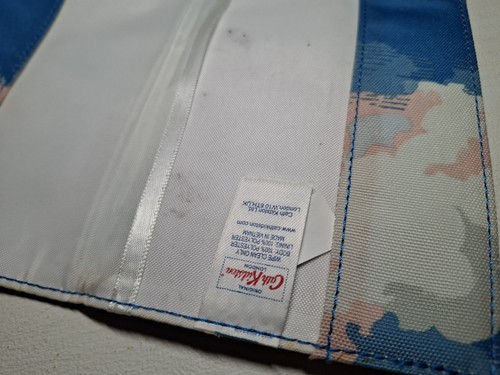 ORIGINAL
Cath Kidston
LONDON
WIPE CLEAN ONLY
BODY: 100% POLYESTER
LINING: 100% POLYESTER
MADE IN VIETNAM
www.cathkidston.com
Cath Kidston Ltd.
London, W10 6TH, UK